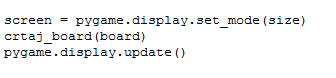 screen = pygame.display.set_mode(size)
crtaj_board(board)
pygame.display.update()